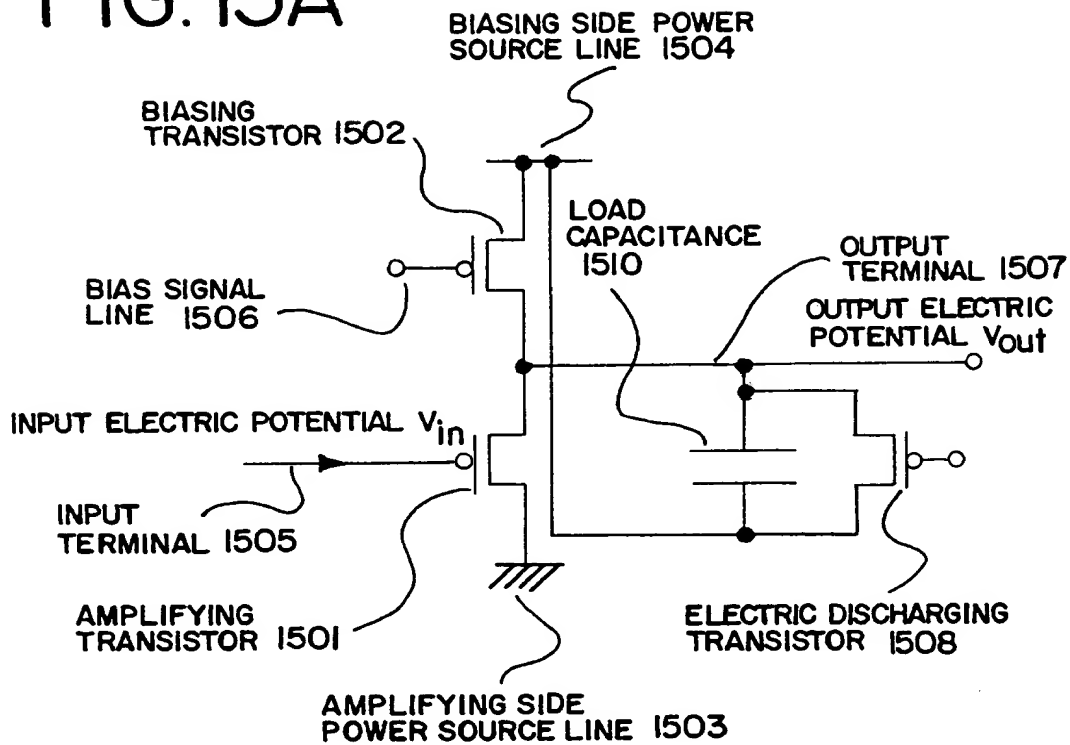 FIG. 15A
BIASING SIDE POWER
SOURCE LINE 1504
BIASING
TRANSISTOR 1502
LOAD
CAPACITANCE
1510
OUTPUT
TERMINAL 1507
BIAS SIGNAL
LINE 1506
OUTPUT ELECTRIC
POTENTIAL Vout
INPUT ELECTRIC POTENTIAL Vin
INPUT
TERMINAL 1505
AMPLIFYING
TRANSISTOR 1501
ELECTRIC DISCHARGING
TRANSISTOR 1508
AMPLIFYING SIDE
POWER SOURCE LINE 1503